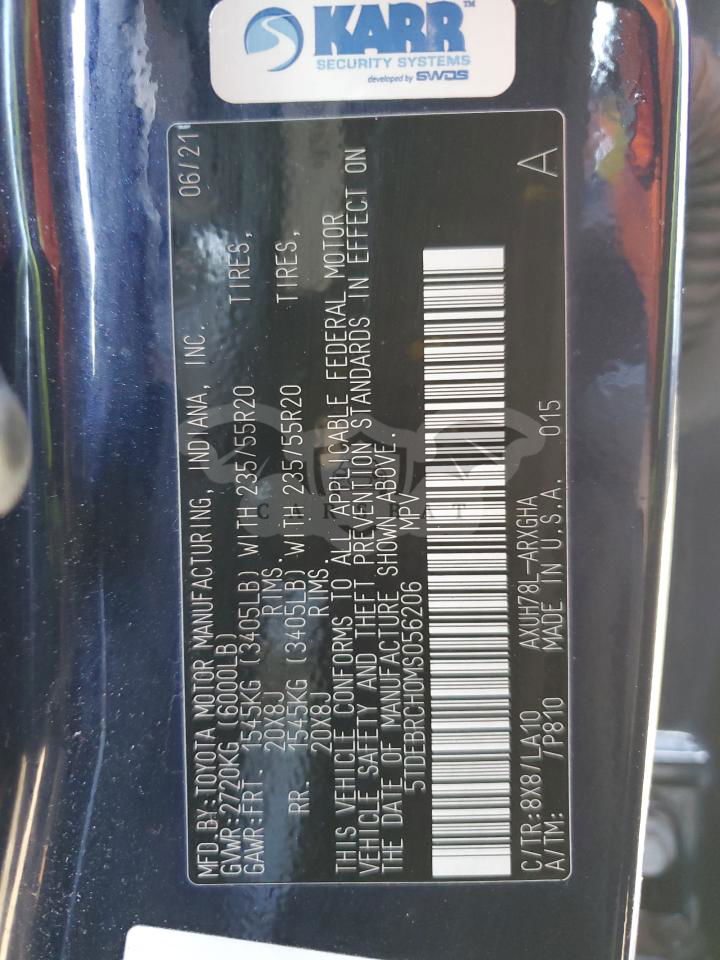 KARR™
SECURITY SYSTEMS
developed by SWDS
MFD. BY: TOYOTA MOTOR MANUFACTURING, INDIANA, INC. 06/21
GVWR: 2720KG (6000LB)
GAWR: FRT. 1545KG (3405LB) WITH 235/55R20 TIRES,
20X8J RIMS.
RR. 1545KG (3405LB) WITH 235/55R20 TIRES,
20X8J RIMS.
THIS VEHICLE CONFORMS TO ALL APPLICABLE FEDERAL MOTOR
VEHICLE SAFETY AND THEFT PREVENTION STANDARDS IN EFFECT ON
THE DATE OF MANUFACTURE SHOWN ABOVE.
5TDEBRCH0MS056206 MPV A
C/TR: 8X8/LA10 AXUH78L-ARXGHA
A/TM: /P810 MADE IN U.S.A. 015